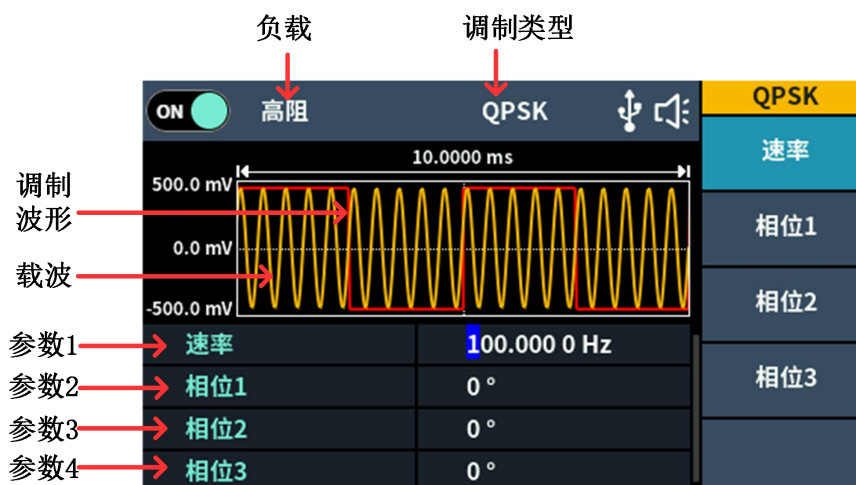 负载
调制类型
ON
高阻
QPSK
QPSK
10.0000 ms
速率
500.0 mV
调制
波形
相位1
0.0 mV
载波
-500.0 mV
相位2
参数1
速率
100.000 0 Hz
参数2
相位1
0 °
相位3
参数3
相位2
0 °
参数4
相位3
0 °